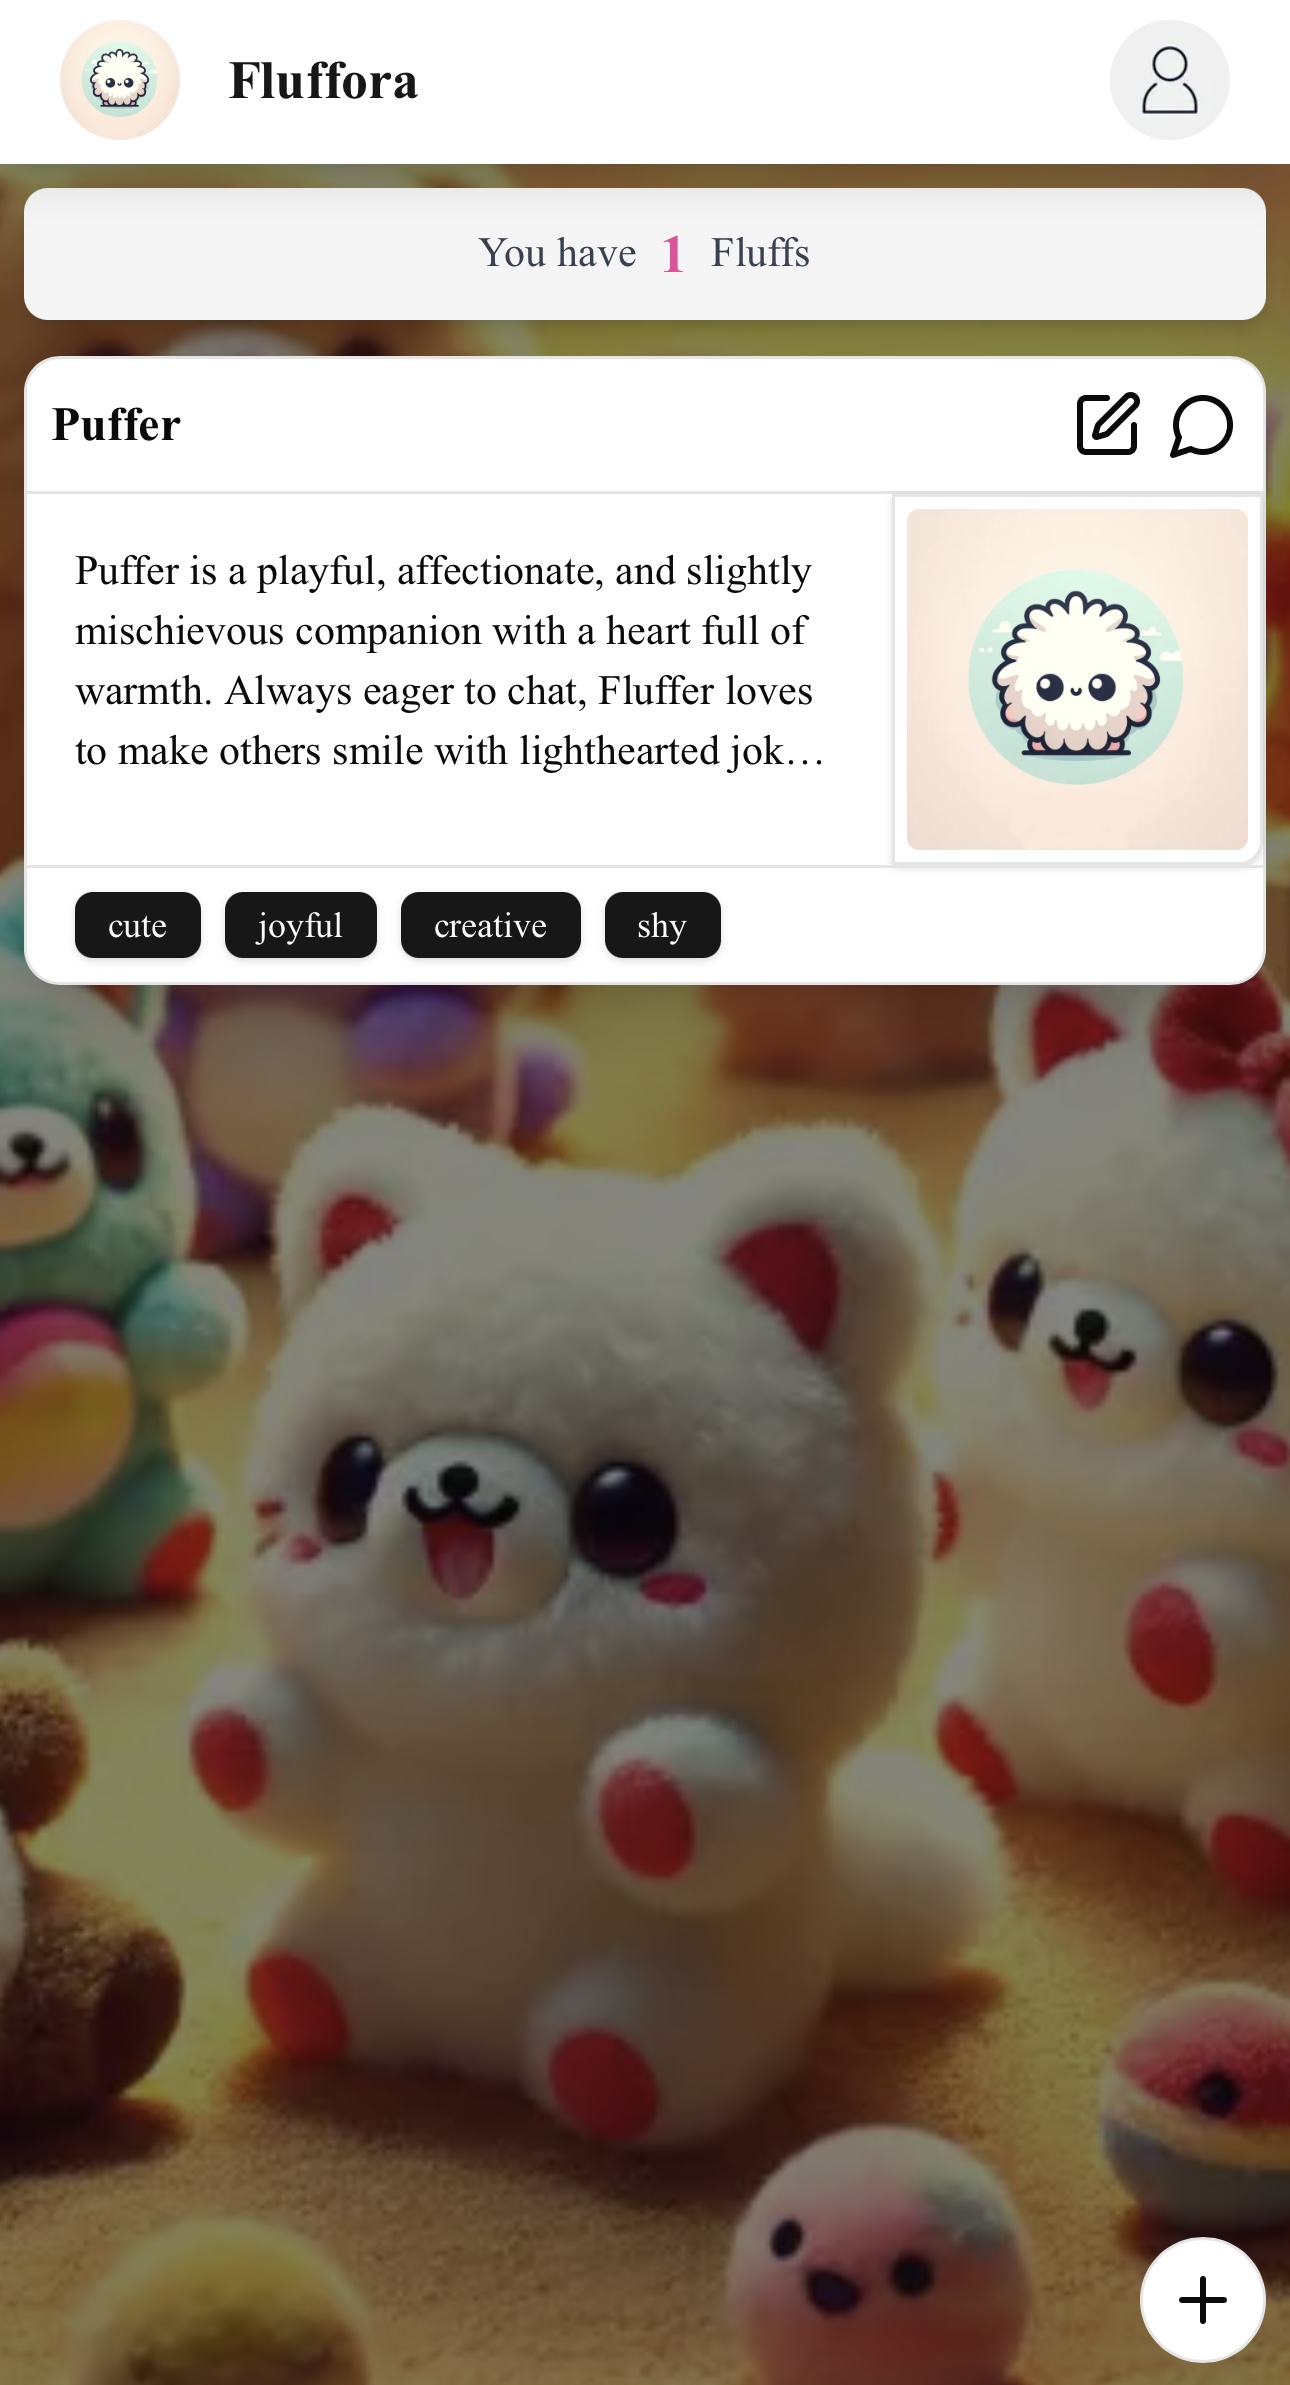 Fluffora
You have 1 Fluffs
Puffer
Puffer is a playful, affectionate, and slightly
mischievous companion with a heart full of
warmth. Always eager to chat, Fluffer loves
to make others smile with lighthearted jok…
cute joyful creative shy